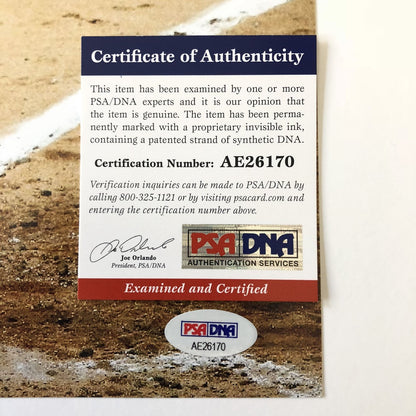 Certificate of Authenticity
This item has been examined by one or more
PSA/DNA experts and it is our opinion that
the item is genuine. The item has been perma-
nently marked with a proprietary invisible ink,
containing a patented strand of synthetic DNA.
Certification Number: AE26170
Verification inquiries can be made to PSA/DNA by
calling 800-325-1121 or by visiting psacard.com and
entering the certification number above.
Joe Orlando
President, PSA/DNA
PSA/DNA
AUTHENTICATION SERVICES
Examined and Certified
PSA/DNA
AE26170